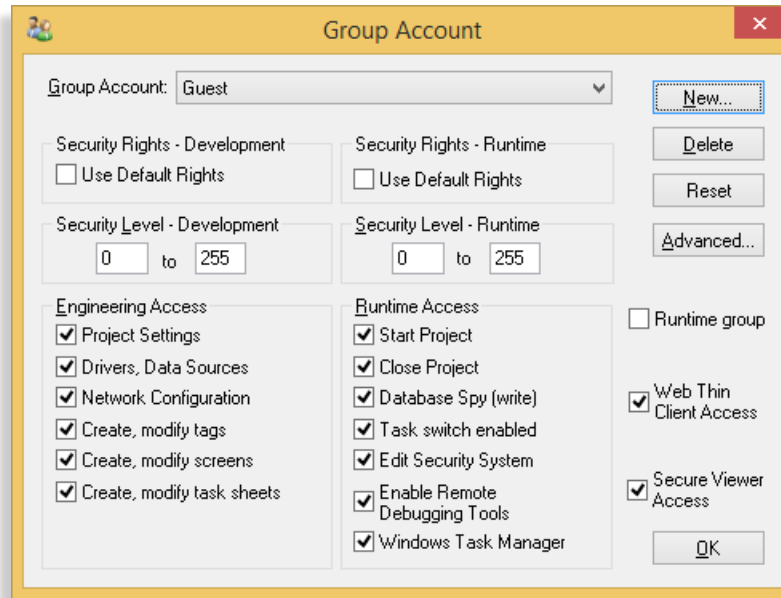 Group Account
Group Account: Guest
New...
Security Rights - Development
Use Default Rights
Security Rights - Runtime
Use Default Rights
Delete
Reset
Security Level - Development
0 to 255
Security Level - Runtime
0 to 255
Advanced...
Engineering Access
Project Settings
Drivers, Data Sources
Network Configuration
Create, modify tags
Create, modify screens
Create, modify task sheets
Runtime Access
Start Project
Close Project
Database Spy (write)
Task switch enabled
Edit Security System
Enable Remote
Debugging Tools
Windows Task Manager
Runtime group
Web Thin
Client Access
Secure Viewer
Access
OK